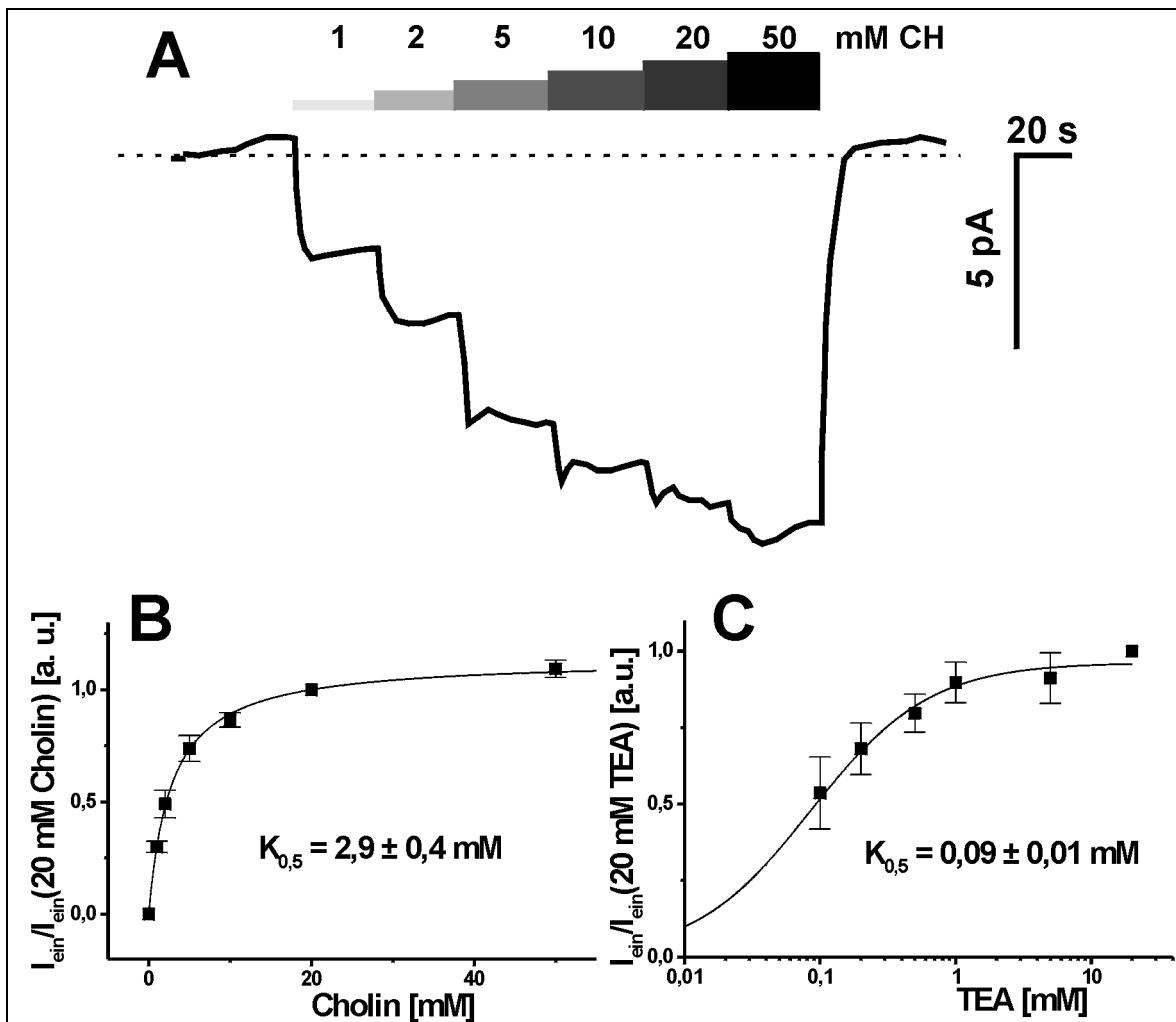 A
1 2 5 10 20 50 mM CH
20 s
5 pA
B
I_ein/I_ein(20 mM Cholin) [a. u.]
1,0
0,5
0,0
K_0,5 = 2,9 ± 0,4 mM
0 20 40
Cholin [mM]
C
I_ein/I_ein(20 mM TEA) [a.u.]
1,0
0,5
0,0
K_0,5 = 0,09 ± 0,01 mM
0,01 0,1 1 10
TEA [mM]